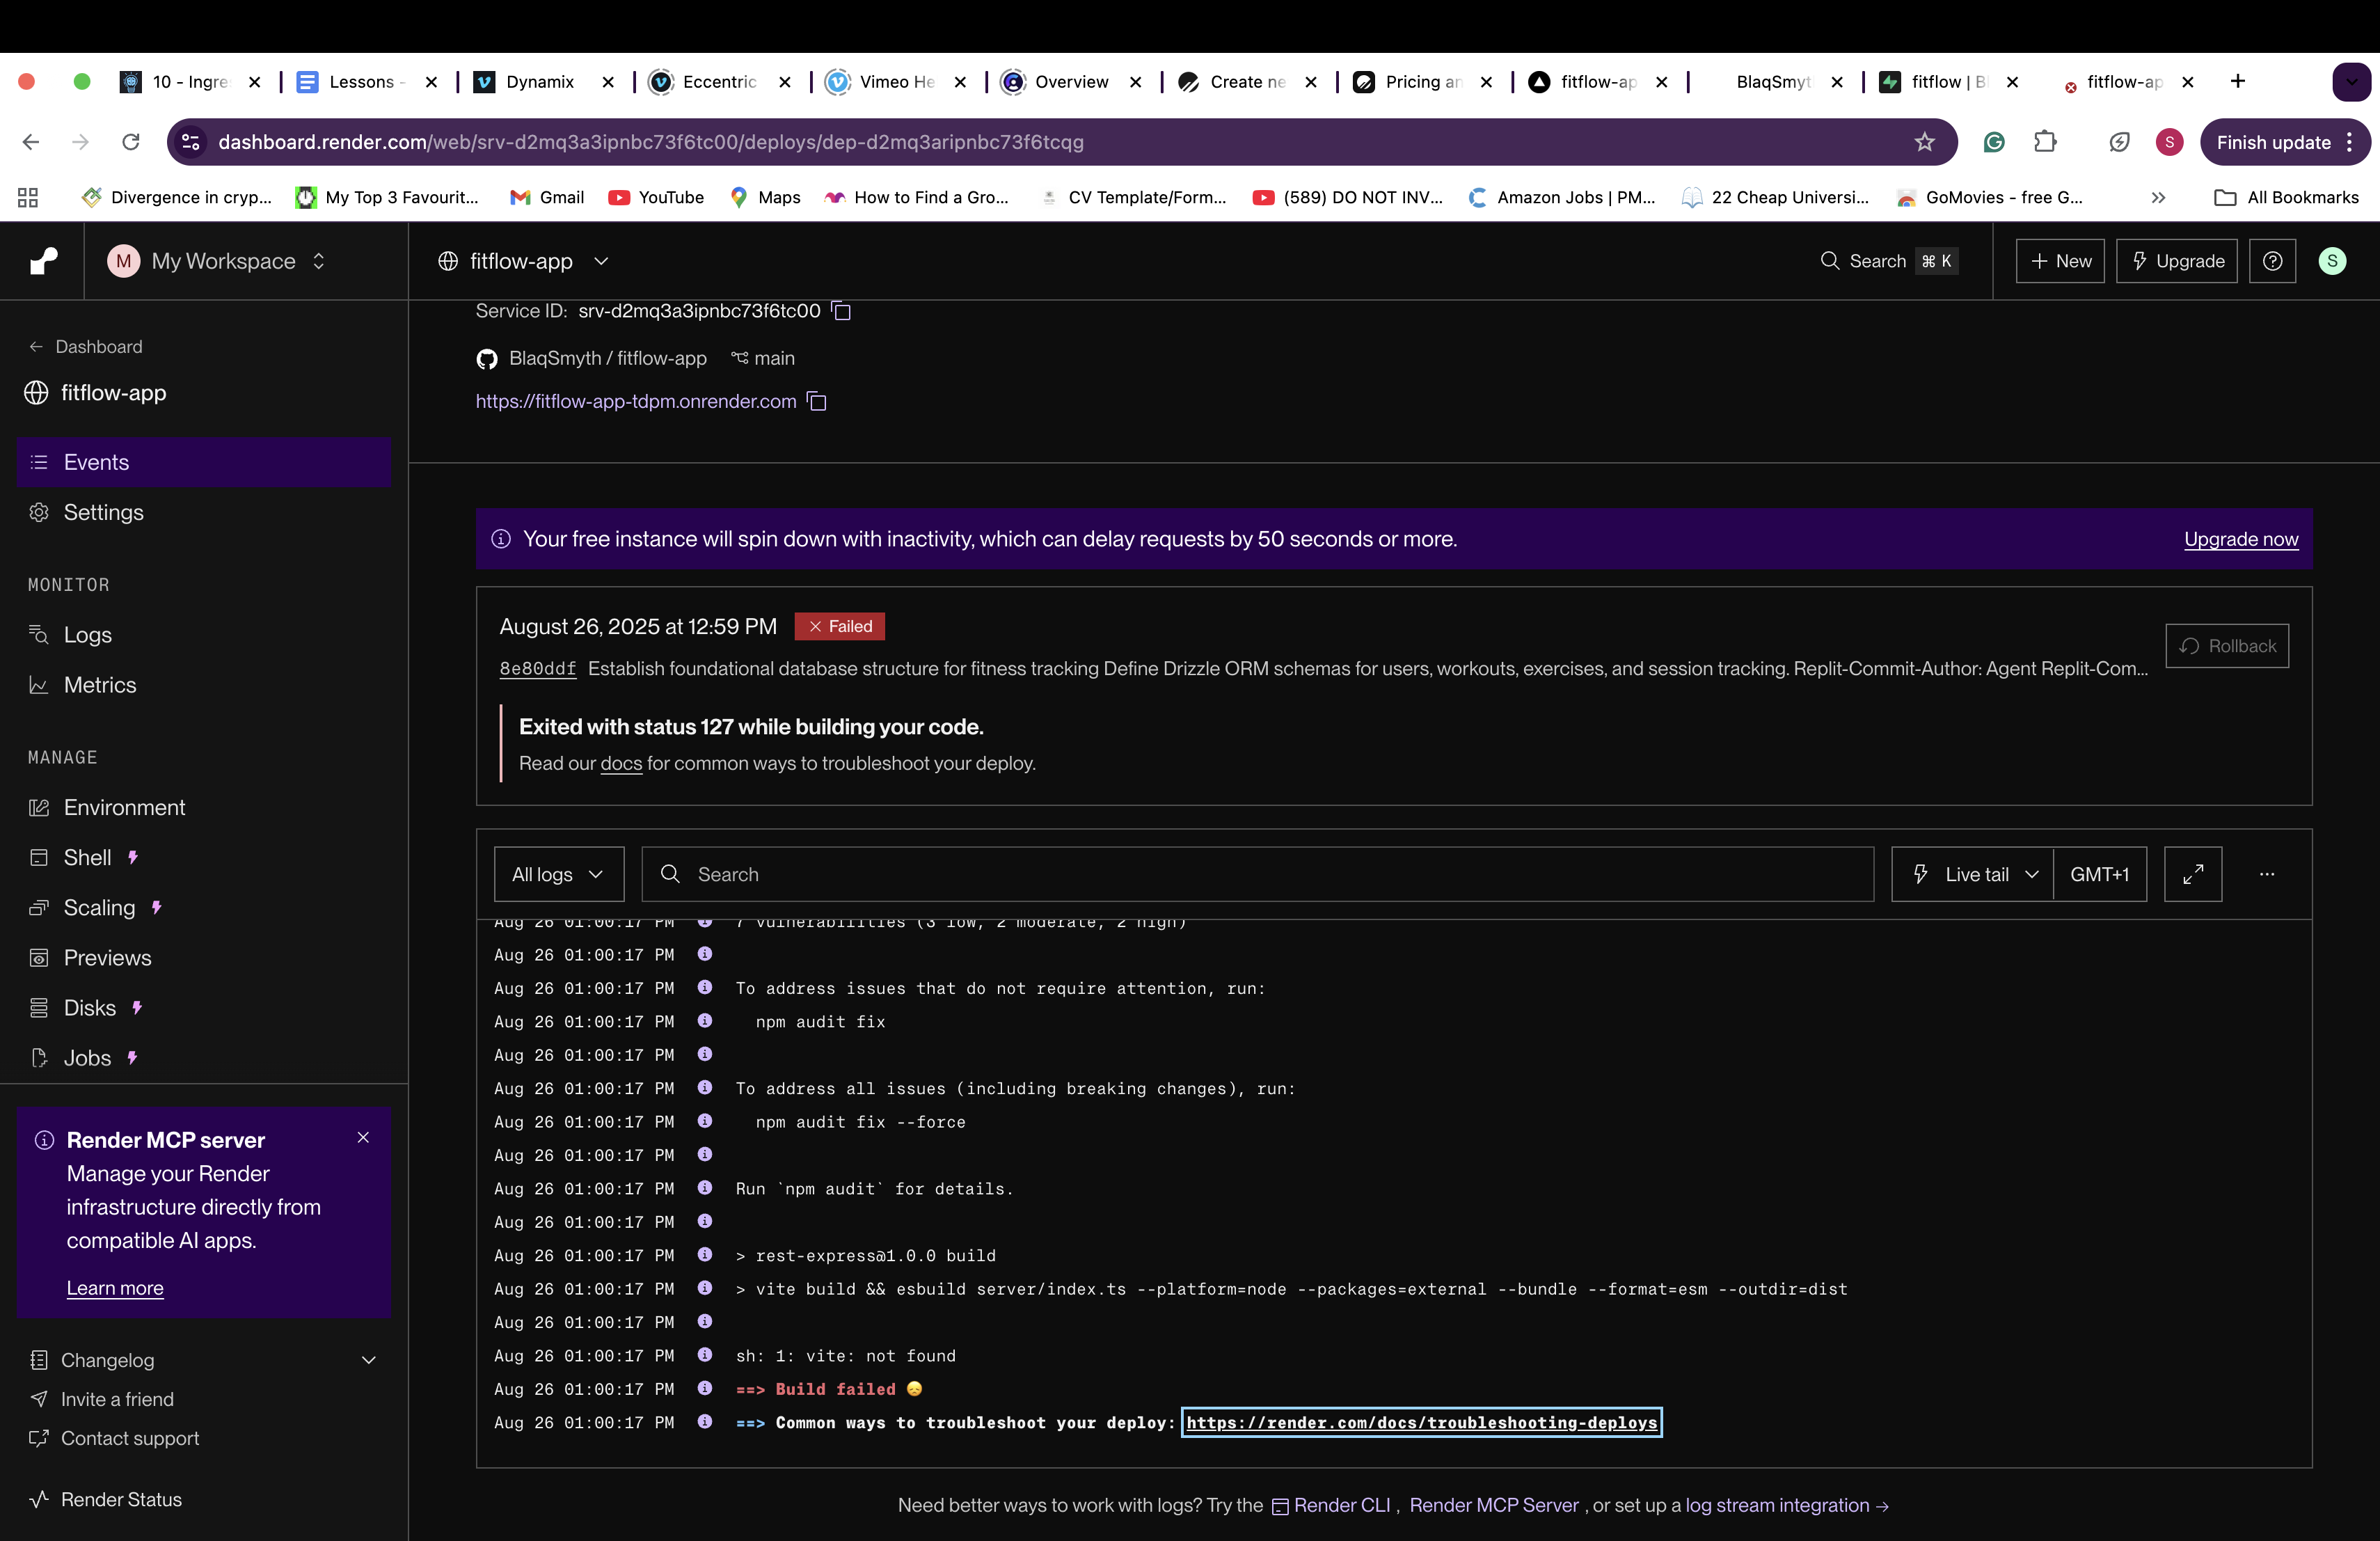 10 - Ingre
Lessons -
Dynamix
Eccentric
Vimeo He
Overview
Create ne
Pricing an
fitflow-ap
BlaqSmyt
fitflow | Bl
fitflow-ap
dashboard.render.com/web/srv-d2mq3a3ipnbc73f6tc00/deploys/dep-d2mq3aripnbc73f6tcqg
S
Finish update
Divergence in cryp...
My Top 3 Favourit...
Gmail
YouTube
Maps
How to Find a Gro...
CV Template/Form...
(589) DO NOT INV...
Amazon Jobs | PM...
22 Cheap Universi...
GoMovies - free G...
All Bookmarks
M My Workspace
fitflow-app
Search ⌘ K
+ New
Upgrade
S
Dashboard
fitflow-app
Events
Settings
MONITOR
Logs
Metrics
MANAGE
Environment
Shell
Scaling
Previews
Disks
Jobs
Render MCP server
Manage your Render
infrastructure directly from
compatible AI apps.
Learn more
Changelog
Invite a friend
Contact support
Render Status
Service ID: srv-d2mq3a3ipnbc73f6tc00
BlaqSmyth / fitflow-app main
https://fitflow-app-tdpm.onrender.com
Your free instance will spin down with inactivity, which can delay requests by 50 seconds or more.
Upgrade now
August 26, 2025 at 12:59 PM Failed
Rollback
8e80ddf Establish foundational database structure for fitness tracking Define Drizzle ORM schemas for users, workouts, exercises, and session tracking. Replit-Commit-Author: Agent Replit-Com...
Exited with status 127 while building your code.
Read our docs for common ways to troubleshoot your deploy.
All logs
Search
Live tail
GMT+1
...
Aug 26 01:00:17 PM 7 vulnerabilities (3 low, 2 moderate, 2 high)
Aug 26 01:00:17 PM
Aug 26 01:00:17 PM To address issues that do not require attention, run:
Aug 26 01:00:17 PM npm audit fix
Aug 26 01:00:17 PM
Aug 26 01:00:17 PM To address all issues (including breaking changes), run:
Aug 26 01:00:17 PM npm audit fix --force
Aug 26 01:00:17 PM
Aug 26 01:00:17 PM Run `npm audit` for details.
Aug 26 01:00:17 PM
Aug 26 01:00:17 PM > rest-express@1.0.0 build
Aug 26 01:00:17 PM > vite build && esbuild server/index.ts --platform=node --packages=external --bundle --format=esm --outdir=dist
Aug 26 01:00:17 PM
Aug 26 01:00:17 PM sh: 1: vite: not found
Aug 26 01:00:17 PM ==> Build failed 😞
Aug 26 01:00:17 PM ==> Common ways to troubleshoot your deploy: https://render.com/docs/troubleshooting-deploys
Need better ways to work with logs? Try the Render CLI , Render MCP Server , or set up a log stream integration →